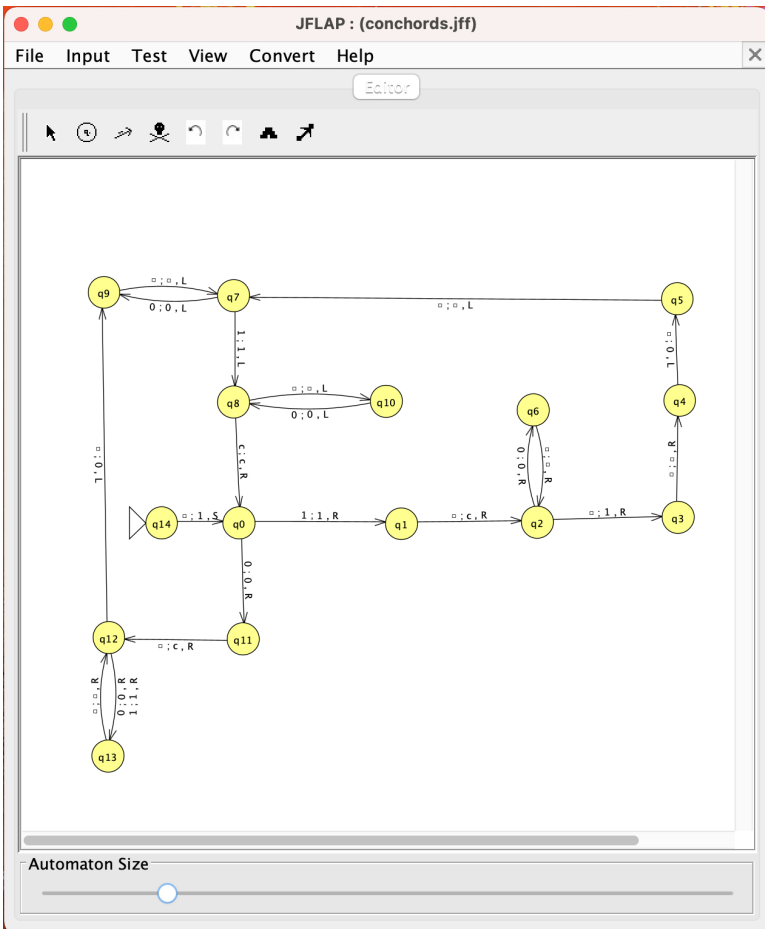 JFLAP : (conchords.jff)
File Input Test View Convert Help
Editor
q9
□;□,L
0;0,L
q7
□;□,L
q5
1;1,L
□;0,L
q8
□;□,L
0;0,L
q10
q6
q4
c;c,R
0;0,R
□;□,R
□;□,R
□;0,L
q14
□;1,S
q0
1;1,R
q1
□;c,R
q2
□;1,R
q3
0;0,R
q12
□;c,R
q11
□;□,R
0;0,R
1;1,R
q13
Automaton Size